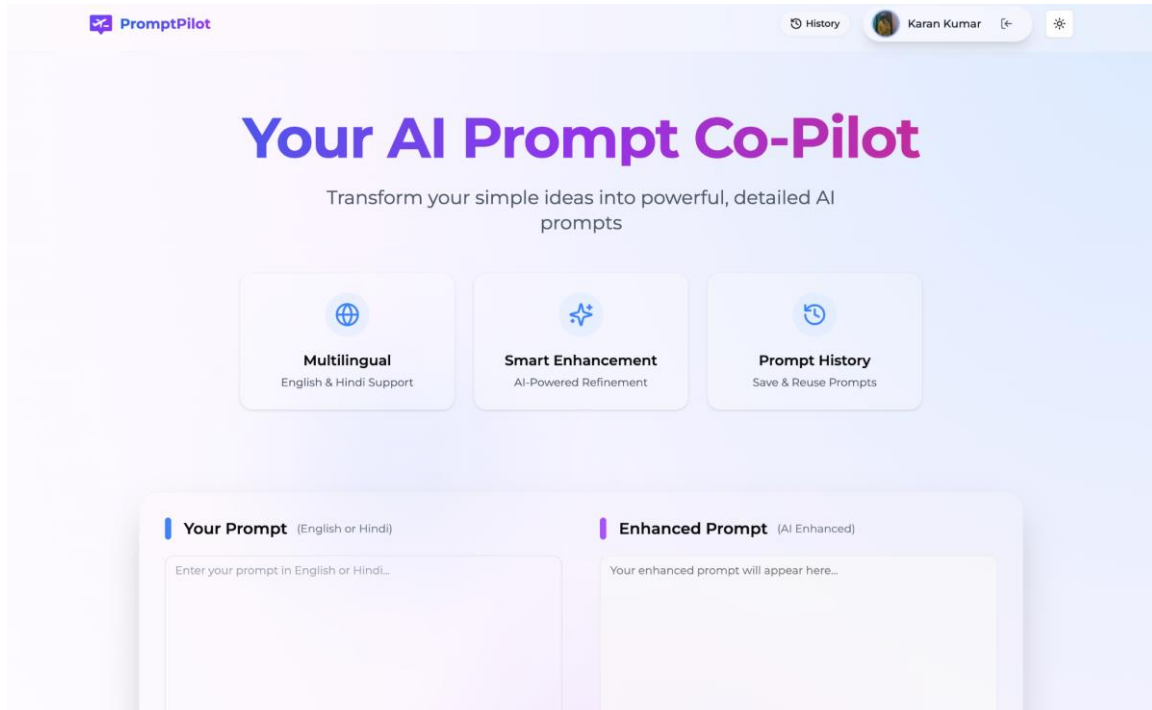 PromptPilot
History
Karan Kumar
Your AI Prompt Co-Pilot
Transform your simple ideas into powerful, detailed AI
prompts
Multilingual
English & Hindi Support
Smart Enhancement
AI-Powered Refinement
Prompt History
Save & Reuse Prompts
Your Prompt (English or Hindi)
Enter your prompt in English or Hindi...
Enhanced Prompt (AI Enhanced)
Your enhanced prompt will appear here...